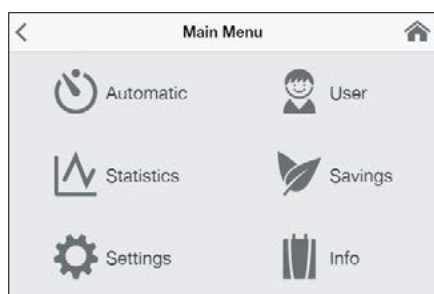 Main Menu
Automatic
User
Statistics
Savings
Settings
Info